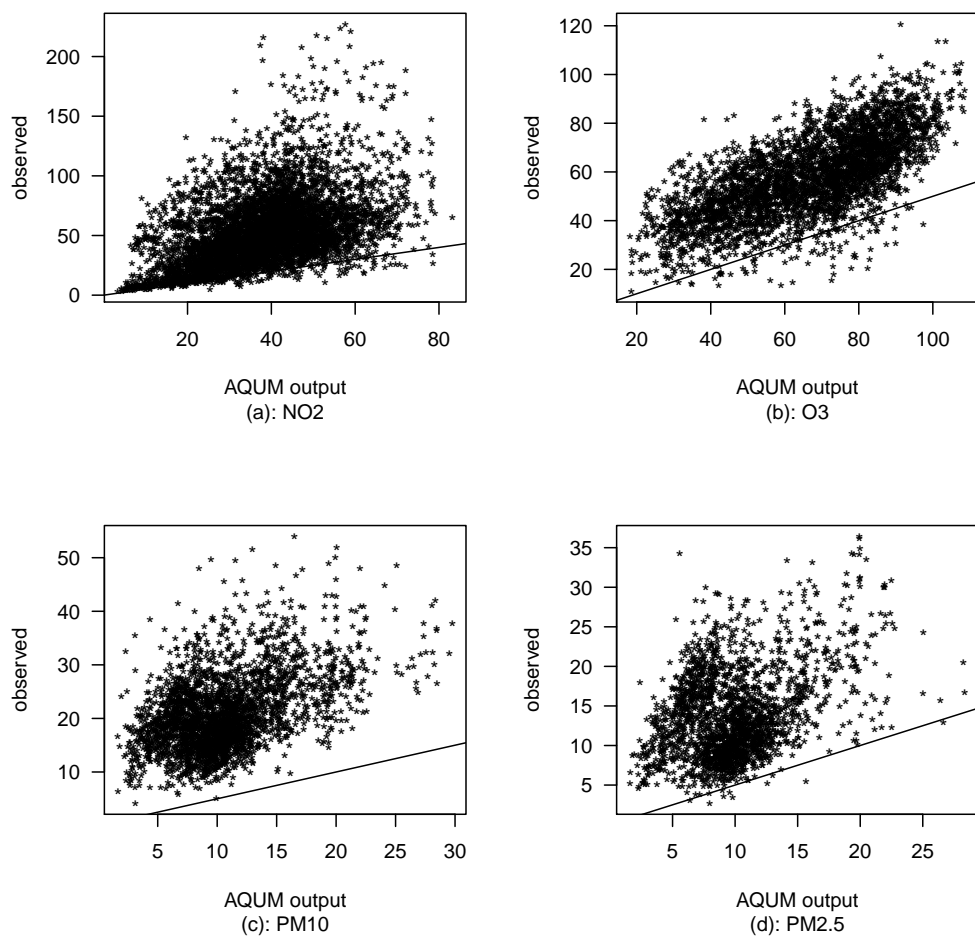 200
150
100
50
0
observed
20 40 60 80
AQUM output
(a): NO2
120
100
80
60
40
20
observed
20 40 60 80 100
AQUM output
(b): O3
50
40
30
20
10
observed
5 10 15 20 25 30
AQUM output
(c): PM10
35
30
25
20
15
10
5
observed
5 10 15 20 25
AQUM output
(d): PM2.5